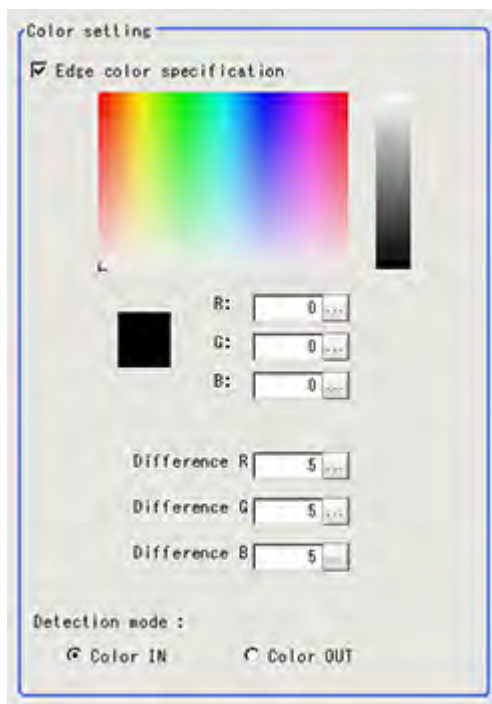 Color setting
Edge color specification
R: 0 ...
G: 0 ...
B: 0 ...
Difference R 5 ...
Difference G 5 ...
Difference B 5 ...
Detection mode :
Color IN Color OUT